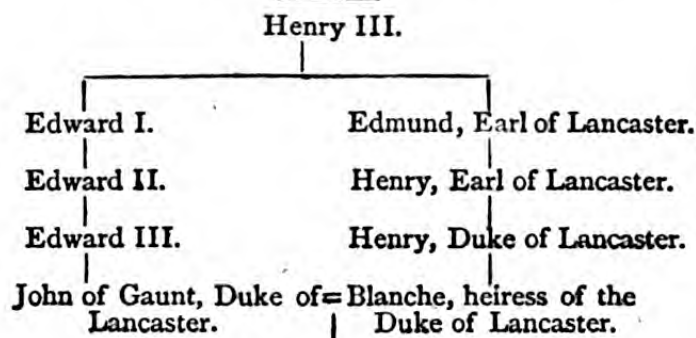 Henry III.
Edward I.
Edmund, Earl of Lancaster.
Edward II.
Henry, Earl of Lancaster.
Edward III.
Henry, Duke of Lancaster.
John of Gaunt, Duke of=Blanche, heiress of the
Lancaster.
Duke of Lancaster.